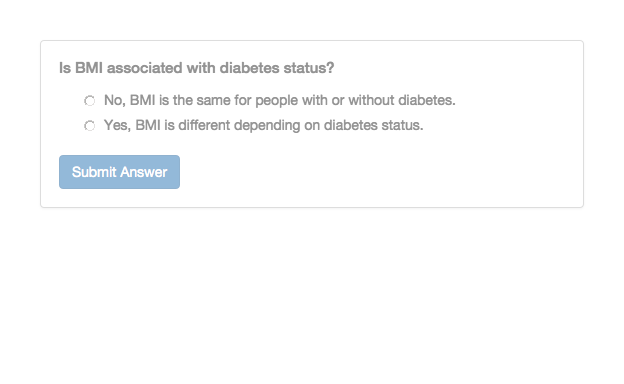 Is BMI associated with diabetes status?
No, BMI is the same for people with or without diabetes.
Yes, BMI is different depending on diabetes status.
Submit Answer